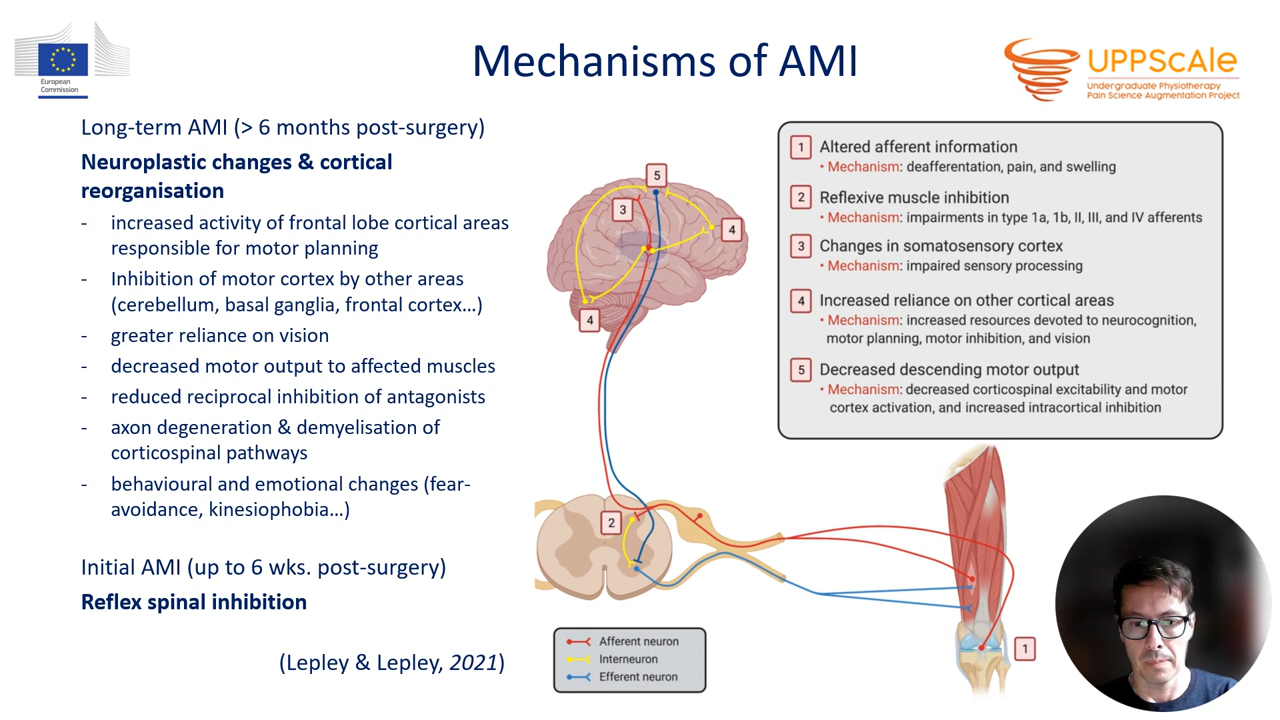 Mechanisms of AMI
European
Commission
UPPScale
Undergraduate Physiotherapy
Pain Science Augmentation Project
Long-term AMI (> 6 months post-surgery)
Neuroplastic changes & cortical
reorganisation
- increased activity of frontal lobe cortical areas
responsible for motor planning
- Inhibition of motor cortex by other areas
(cerebellum, basal ganglia, frontal cortex…)
- greater reliance on vision
- decreased motor output to affected muscles
- reduced reciprocal inhibition of antagonists
- axon degeneration & demyelisation of
corticospinal pathways
- behavioural and emotional changes (fear-
avoidance, kinesiophobia…)
Initial AMI (up to 6 wks. post-surgery)
Reflex spinal inhibition
(Lepley & Lepley, 2021)
5
3
4
4
2
1
Afferent neuron
Interneuron
Efferent neuron
1 Altered afferent information
• Mechanism: deafferentation, pain, and swelling
2 Reflexive muscle inhibition
• Mechanism: impairments in type 1a, 1b, II, III, and IV afferents
3 Changes in somatosensory cortex
• Mechanism: impaired sensory processing
4 Increased reliance on other cortical areas
• Mechanism: increased resources devoted to neurocognition,
motor planning, motor inhibition, and vision
5 Decreased descending motor output
• Mechanism: decreased corticospinal excitability and motor
cortex activation, and increased intracortical inhibition